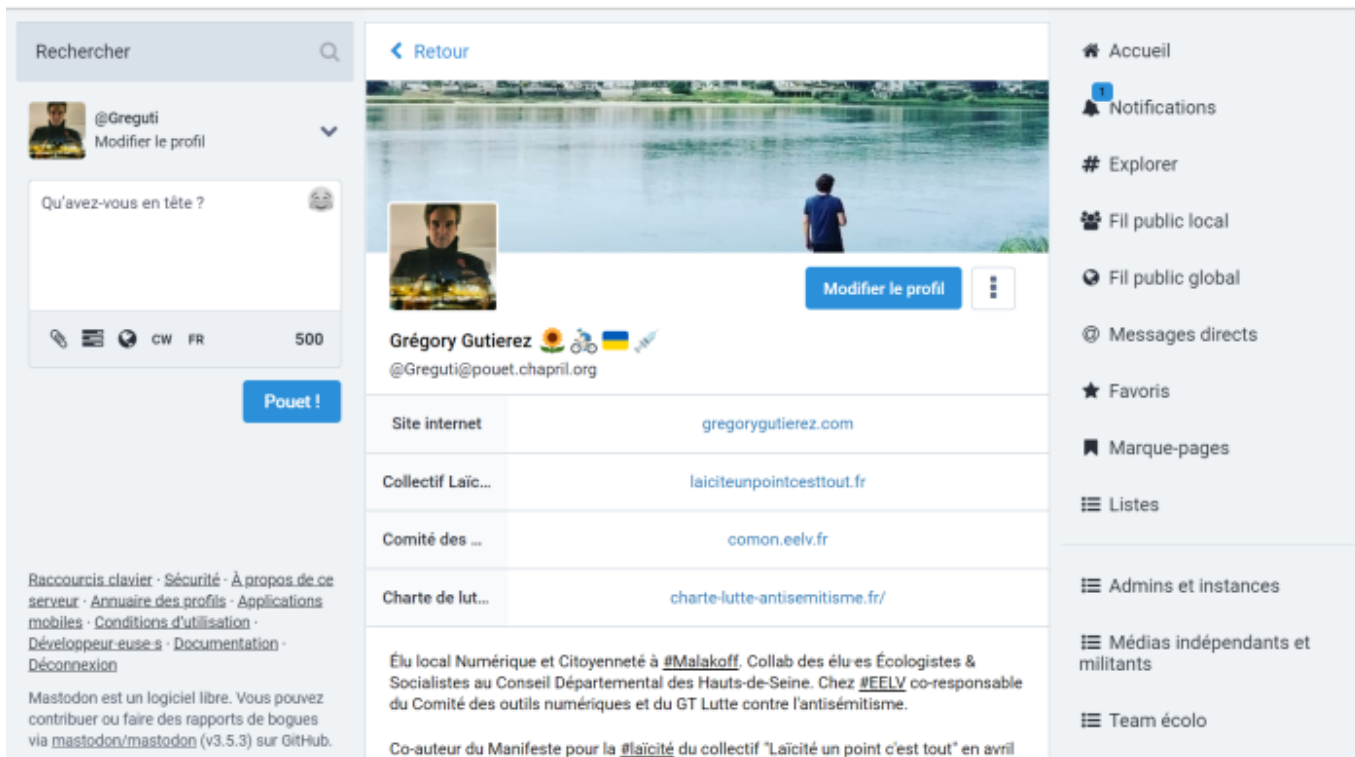 Rechercher
@Greguti
Modifier le profil
Qu'avez-vous en tête ?
CW FR 500
Pouet !
Raccourcis clavier · Sécurité · À propos de ce
serveur · Annuaire des profils · Applications
mobiles · Conditions d'utilisation ·
Développeur·euse·s · Documentation ·
Déconnexion
Mastodon est un logiciel libre. Vous pouvez
contribuer ou faire des rapports de bogues
via mastodon/mastodon (v3.5.3) sur GitHub.
Retour
Modifier le profil
Grégory Gutierez 🌻 🚴 🇺🇦 💉
@Greguti@pouet.chapril.org
Site internet gregorygutierez.com
Collectif Laïc... laiciteunpointcesttout.fr
Comité des ... comon.eelv.fr
Charte de lut... charte-lutte-antisemitisme.fr/
Élu local Numérique et Citoyenneté à #Malakoff. Collab des élu·es Écologistes &
Socialistes au Conseil Départemental des Hauts-de-Seine. Chez #EELV co-responsable
du Comité des outils numériques et du GT Lutte contre l'antisémitisme.
Co-auteur du Manifeste pour la #laïcité du collectif "Laïcité un point c'est tout" en avril
Accueil
1
Notifications
# Explorer
Fil public local
Fil public global
@ Messages directs
Favoris
Marque-pages
Listes
Admins et instances
Médias indépendants et
militants
Team écolo